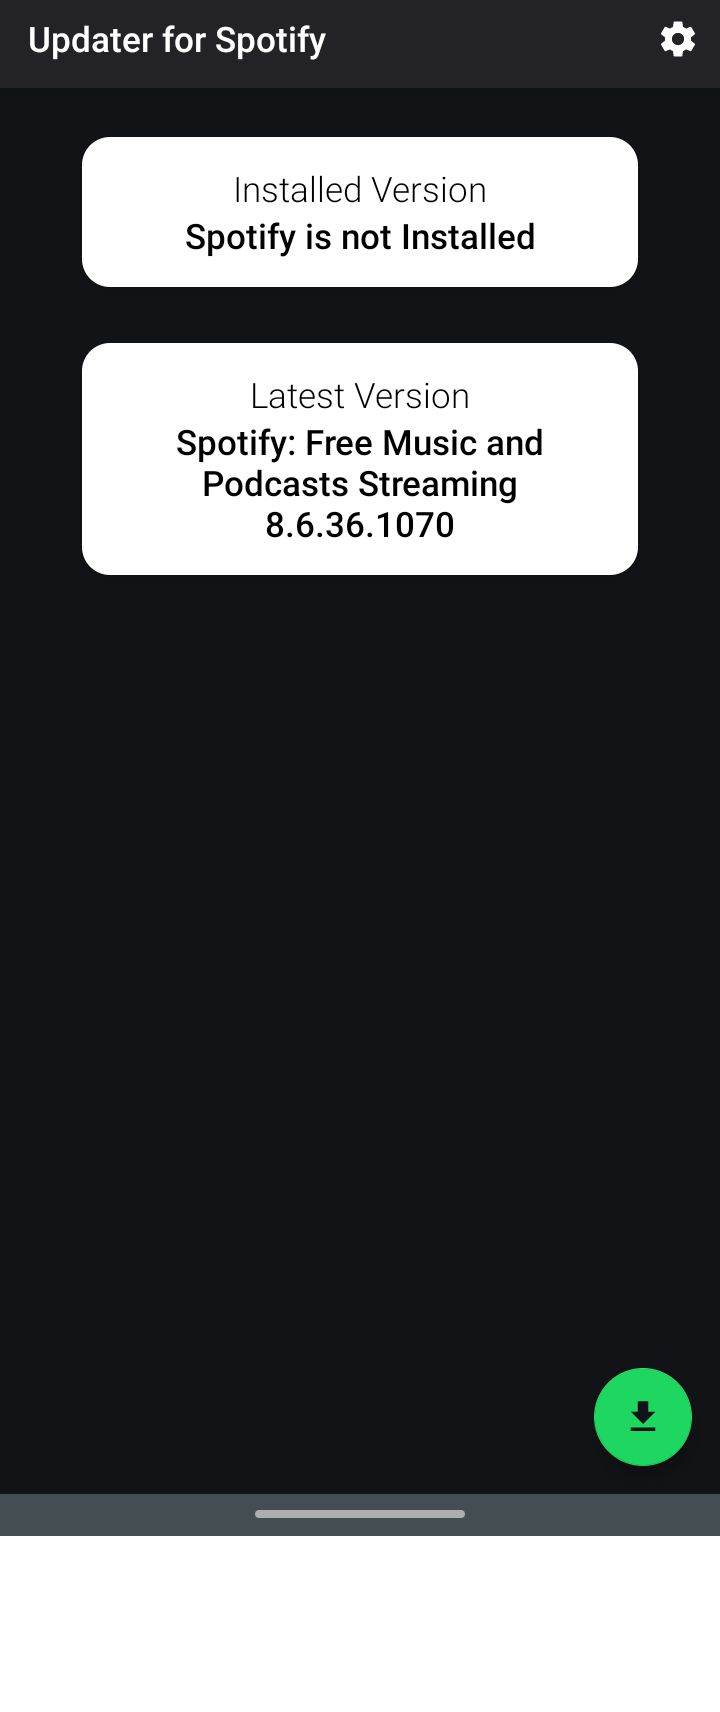 Updater for Spotify
Installed Version
Spotify is not Installed
Latest Version
Spotify: Free Music and
Podcasts Streaming
8.6.36.1070